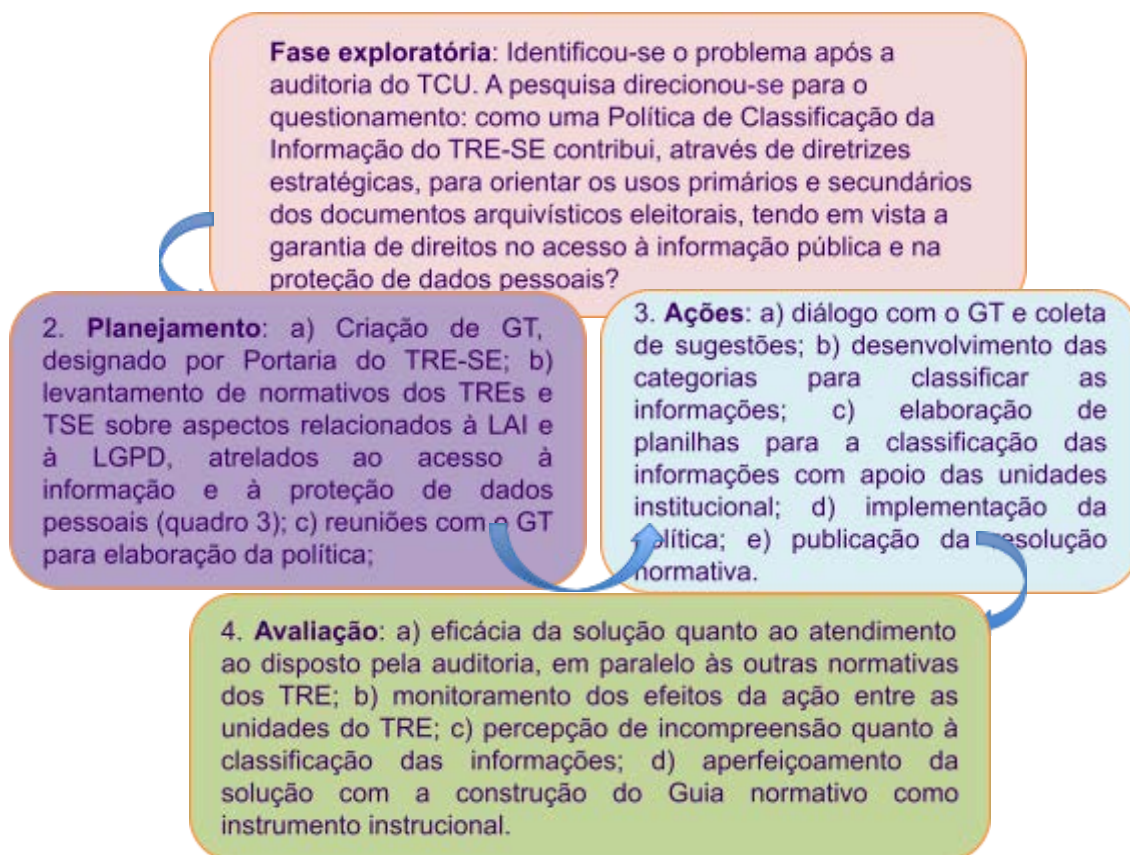 Fase exploratória: Identificou-se o problema após a
auditoria do TCU. A pesquisa direcionou-se para o
questionamento: como uma Política de Classificação da
Informação do TRE-SE contribui, através de diretrizes
estratégicas, para orientar os usos primários e secundários
dos documentos arquivísticos eleitorais, tendo em vista a
garantia de direitos no acesso à informação pública e na
proteção de dados pessoais?
2. Planejamento: a) Criação de GT,
designado por Portaria do TRE-SE; b)
levantamento de normativos dos TREs e
TSE sobre aspectos relacionados à LAI e
à LGPD, atrelados ao acesso à
informação e à proteção de dados
pessoais (quadro 3); c) reuniões com o GT
para elaboração da política;
3. Ações: a) diálogo com o GT e coleta
de sugestões; b) desenvolvimento das
categorias para classificar as
informações; c) elaboração de
planilhas para a classificação das
informações com apoio das unidades
institucional; d) implementação da
política; e) publicação da resolução
normativa.
4. Avaliação: a) eficácia da solução quanto ao atendimento
ao disposto pela auditoria, em paralelo às outras normativas
dos TRE; b) monitoramento dos efeitos da ação entre as
unidades do TRE; c) percepção de incompreensão quanto à
classificação das informações; d) aperfeiçoamento da
solução com a construção do Guia normativo como
instrumento instrucional.